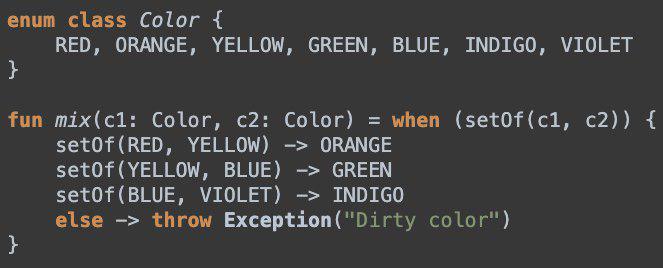 enum class Color {
    RED, ORANGE, YELLOW, GREEN, BLUE, INDIGO, VIOLET
}

fun mix(c1: Color, c2: Color) = when (setOf(c1, c2)) {
    setOf(RED, YELLOW) -> ORANGE
    setOf(YELLOW, BLUE) -> GREEN
    setOf(BLUE, VIOLET) -> INDIGO
    else -> throw Exception("Dirty color")
}